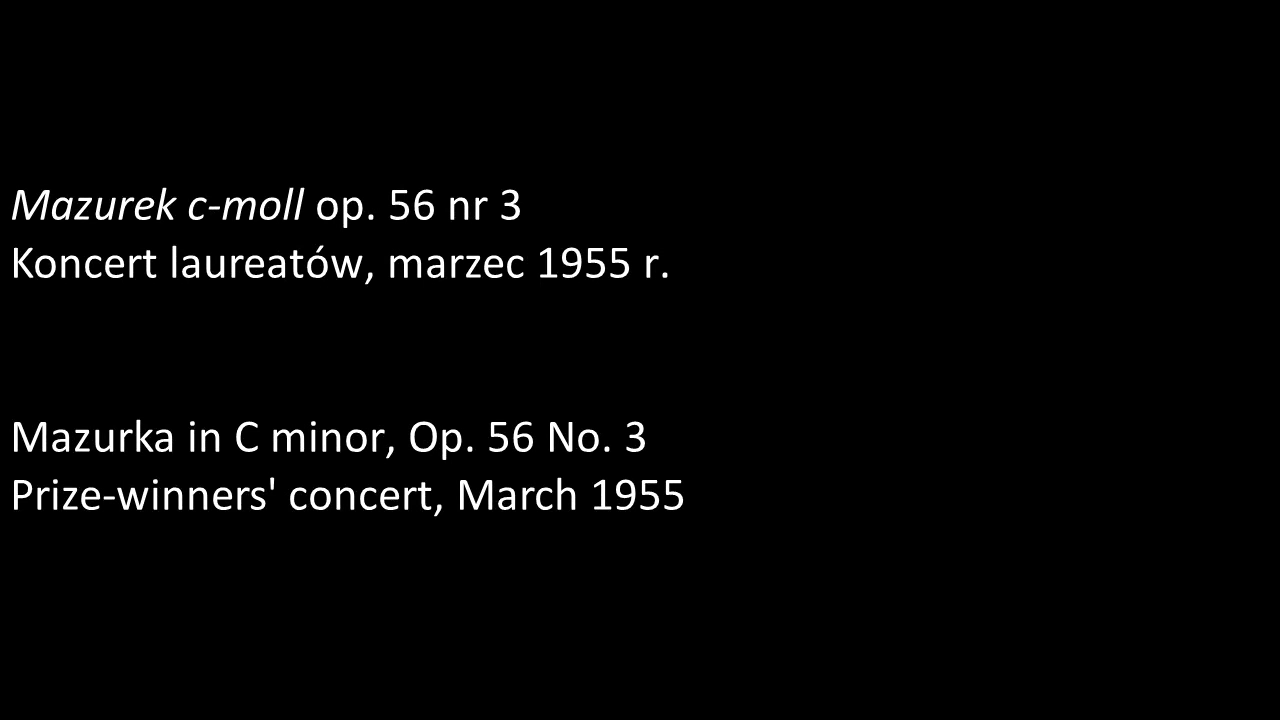 Mazurek c-moll op. 56 nr 3
Koncert laureatów, marzec 1955 r.
Mazurka in C minor, Op. 56 No. 3
Prize-winners' concert, March 1955